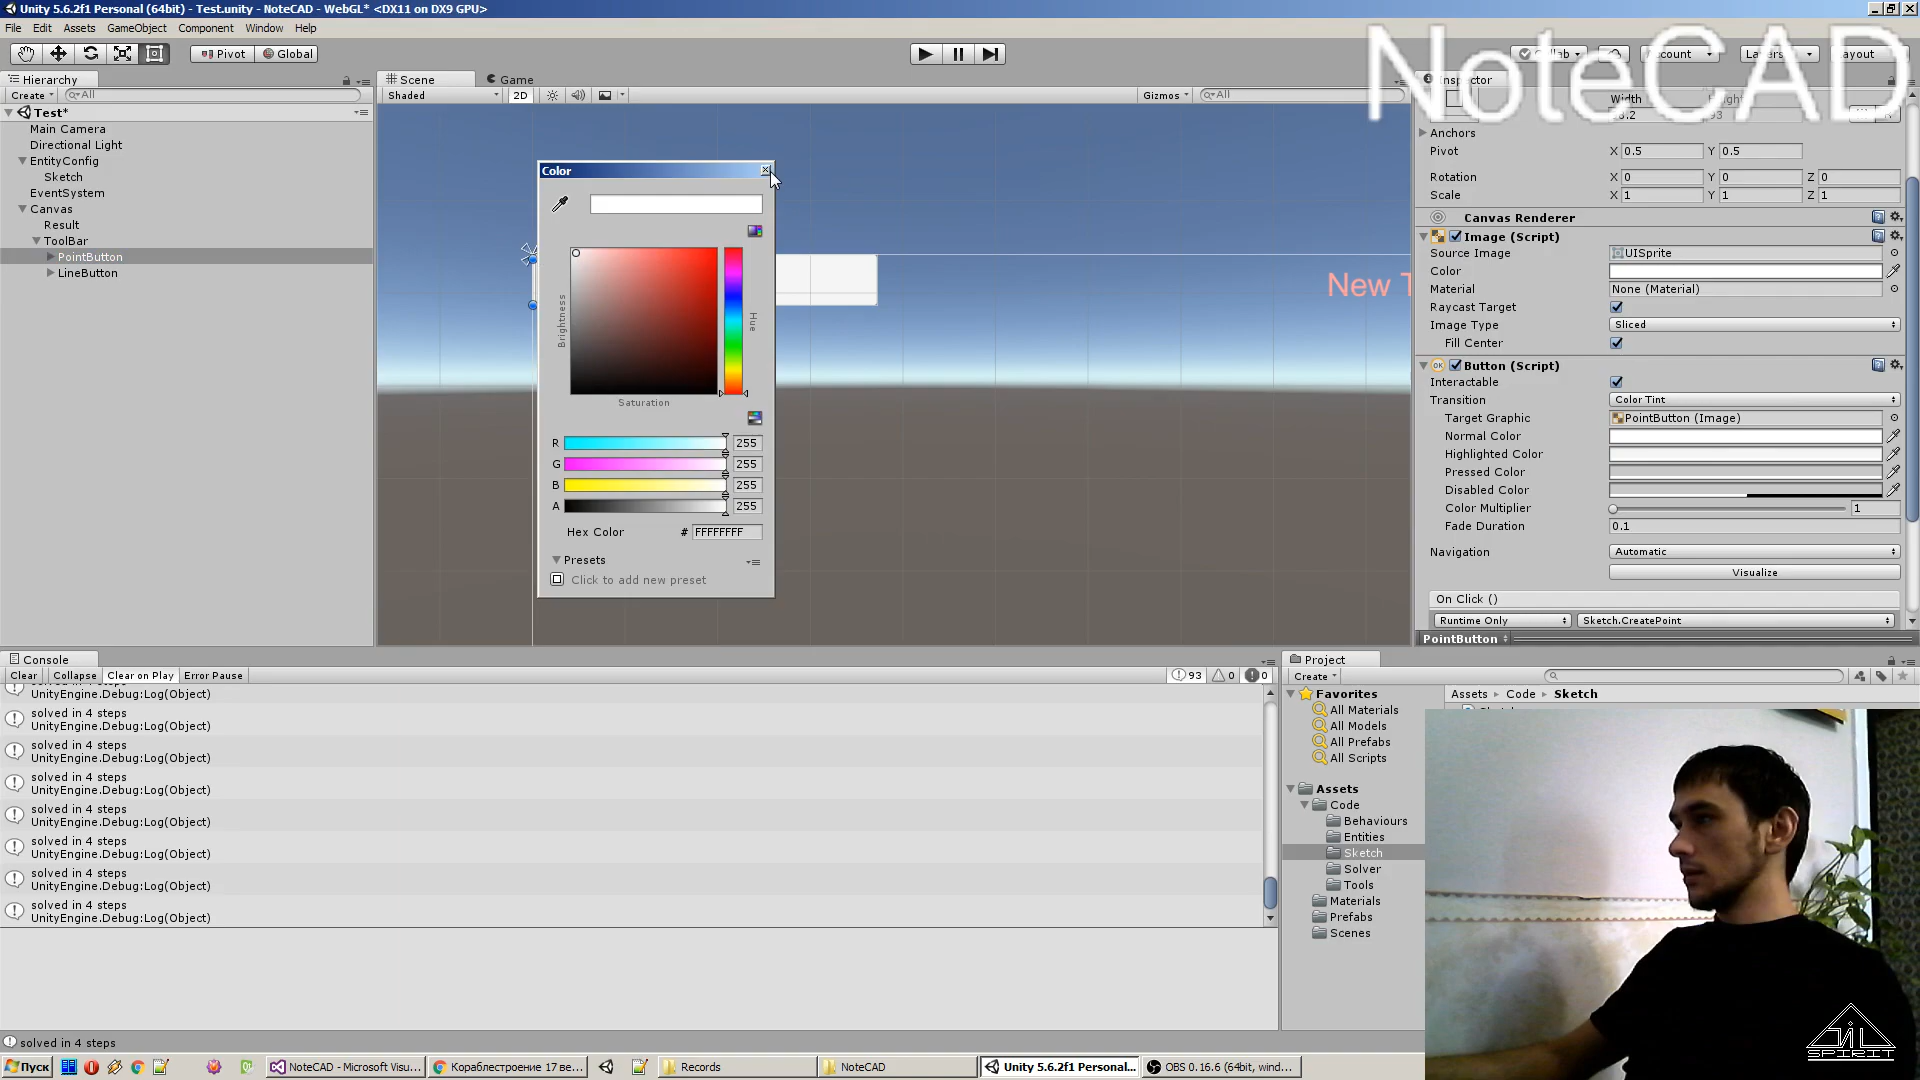 Unity 5.6.2f1 Personal (64bit) - Test.unity - NoteCAD - WebGL* <DX11 on DX9 GPU>
File Edit Assets GameObject Component Window Help
Pivot Global
Account
Layers
Layout
NoteCAD
Hierarchy
Create All
Test*
Main Camera
Directional Light
EntityConfig
Sketch
EventSystem
Canvas
Result
ToolBar
PointButton
LineButton
Scene Game
Shaded 2D Gizmos All
New T
Color
Brightness
Hue
Saturation
R 255
G 255
B 255
A 255
Hex Color # FFFFFFFF
Presets
Click to add new preset
Inspector
Width
Anchors
Pivot X 0.5 Y 0.5
Rotation X 0 Y 0 Z 0
Scale X 1 Y 1 Z 1
Canvas Renderer
Image (Script)
Source Image UISprite
Color
Material None (Material)
Raycast Target
Image Type Sliced
Fill Center
Button (Script)
Interactable
Transition Color Tint
Target Graphic PointButton (Image)
Normal Color
Highlighted Color
Pressed Color
Disabled Color
Color Multiplier 1
Fade Duration 0.1
Navigation Automatic
Visualize
On Click ()
Runtime Only Sketch.CreatePoint
PointButton
Console
Clear Collapse Clear on Play Error Pause 93 0 0
UnityEngine.Debug:Log(Object)
solved in 4 steps
UnityEngine.Debug:Log(Object)
solved in 4 steps
UnityEngine.Debug:Log(Object)
solved in 4 steps
UnityEngine.Debug:Log(Object)
solved in 4 steps
UnityEngine.Debug:Log(Object)
solved in 4 steps
UnityEngine.Debug:Log(Object)
solved in 4 steps
UnityEngine.Debug:Log(Object)
solved in 4 steps
UnityEngine.Debug:Log(Object)
solved in 4 steps
Project
Create
Favorites
All Materials
All Models
All Prefabs
All Scripts
Assets
Code
Behaviours
Entities
Sketch
Solver
Tools
Materials
Prefabs
Scenes
Assets Code Sketch
SPIRIT
Пуск
NoteCAD - Microsoft Visu...
Кораблестроение 17 ве...
Records
NoteCAD
Unity 5.6.2f1 Personal...
OBS 0.16.6 (64bit, wind...